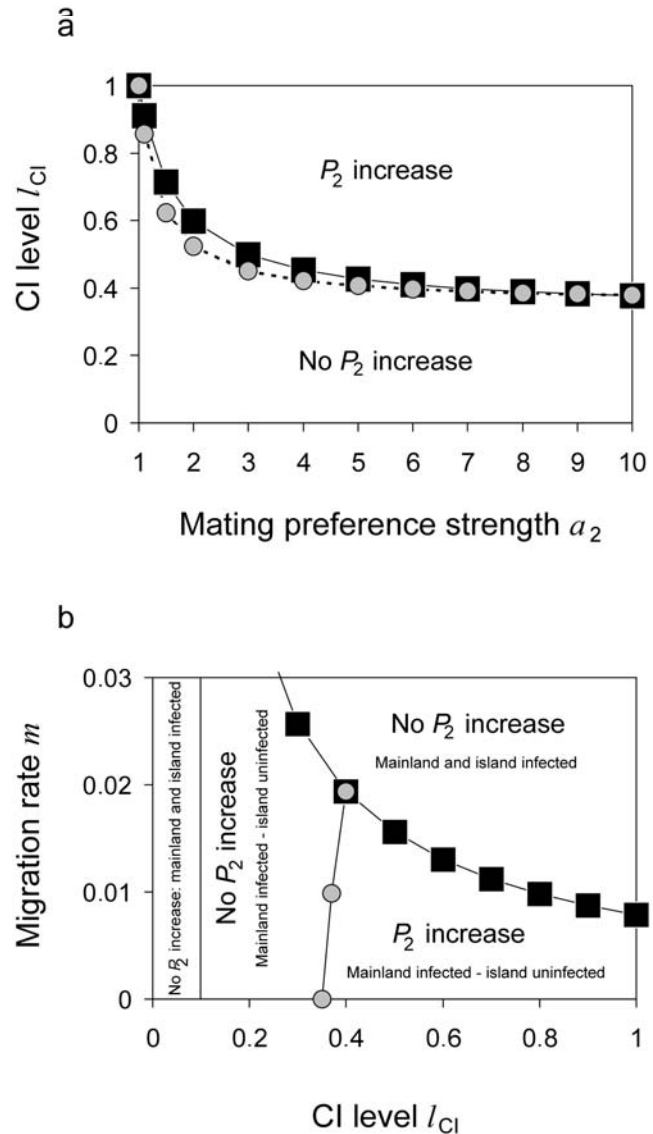 a
a
1
0.8
0.6
0.4
0.2
0
CI level l CI
P2 increase
No P2 increase
1 2 3 4 5 6 7 8 9 10
Mating preference strength a2
b
0.03
0.02
0.01
0
Migration rate m
No P2 increase: mainland and island infected
No P2 increase
Mainland infected - island uninfected
No P2 increase
Mainland and island infected
P2 increase
Mainland infected - island uninfected
0 0.2 0.4 0.6 0.8 1
CI level l CI